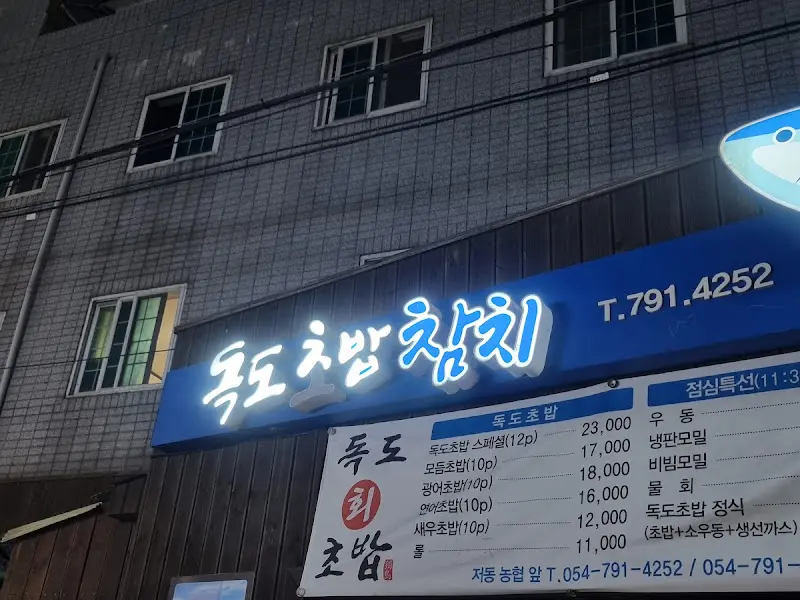 독도 초밥 참치
T.791.4252
독도
회
초밥
독도초밥
독도초밥 스페셜(12p) 23,000
모듬초밥(10p) 17,000
광어초밥(10p) 18,000
연어초밥(10p) 16,000
새우초밥(10p) 12,000
롤 11,000
점심특선(11:3
우 동
냉판모밀
비빔모밀
물 회
독도초밥 정식
(초밥+소우동+생선까스)
저동 농협 앞 T.054-791-4252 / 054-791-